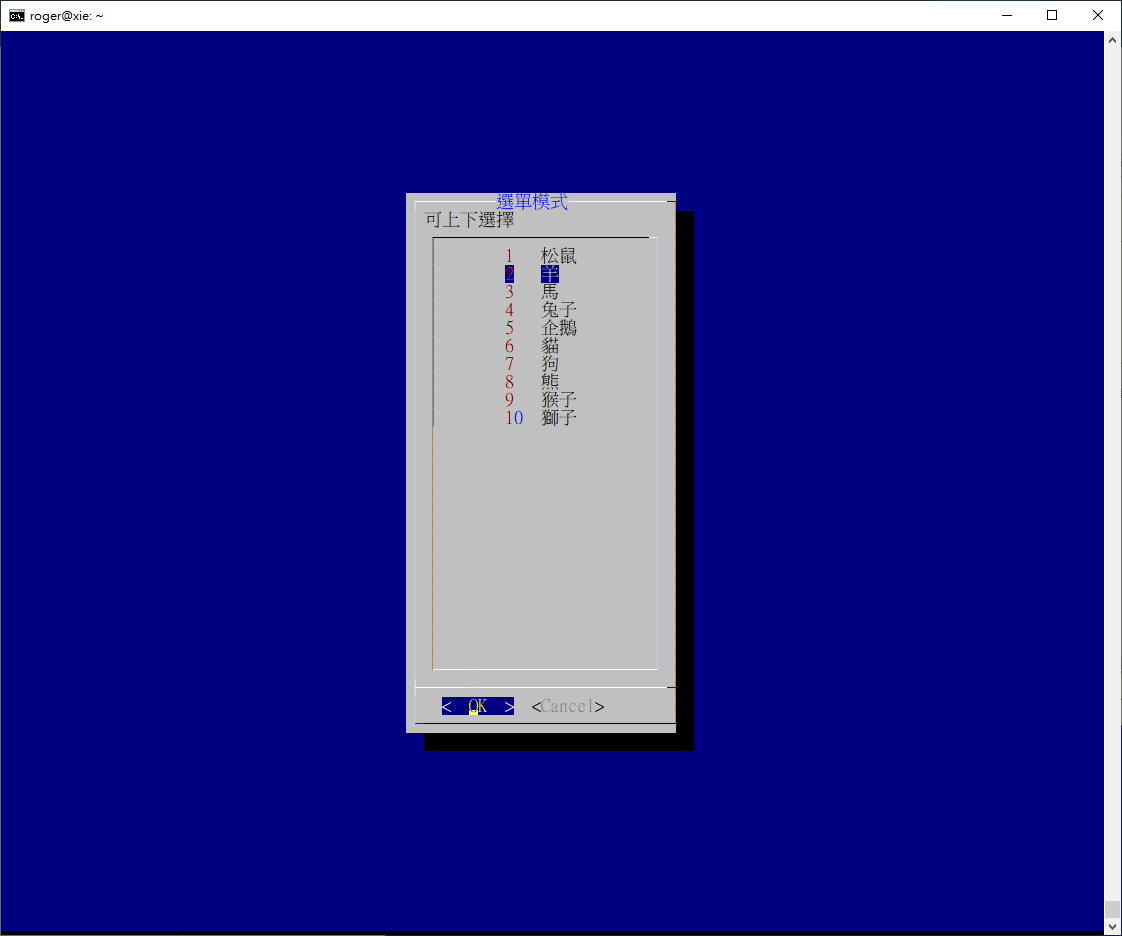 roger@xie: ~
選單模式
可上下選擇
1 松鼠
2 羊
3 馬
4 兔子
5 企鵝
6 貓
7 狗
8 熊
9 猴子
10 獅子
< OK > <Cancel>